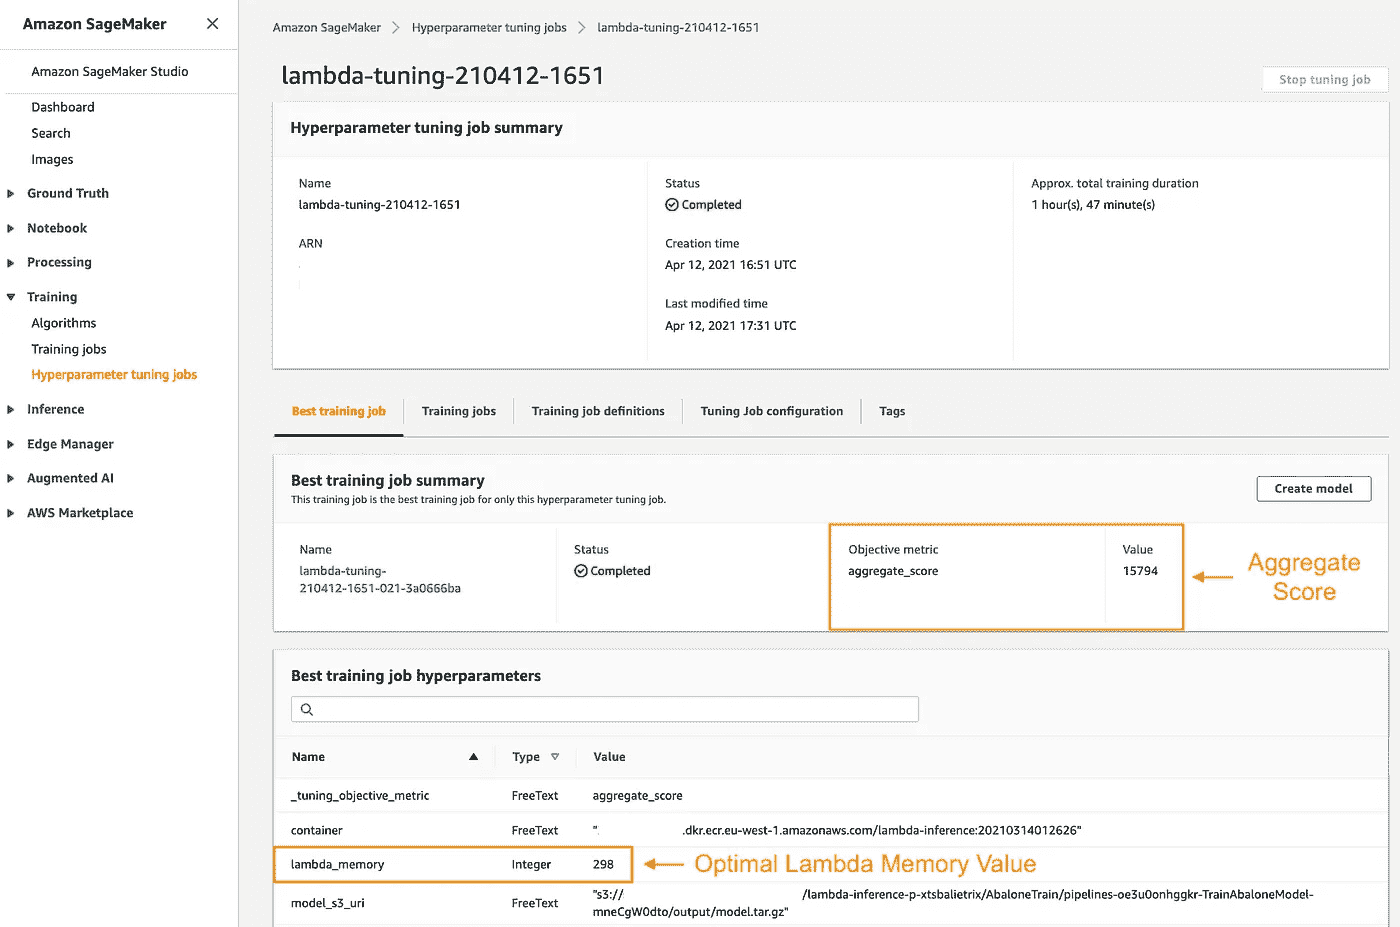 Amazon SageMaker
Amazon SageMaker Studio
Dashboard
Search
Images
Ground Truth
Notebook
Processing
Training
Algorithms
Training jobs
Hyperparameter tuning jobs
Inference
Edge Manager
Augmented AI
AWS Marketplace
Amazon SageMaker > Hyperparameter tuning jobs > lambda-tuning-210412-1651
lambda-tuning-210412-1651
Stop tuning job
Hyperparameter tuning job summary
Name
lambda-tuning-210412-1651
ARN
Status
Completed
Creation time
Apr 12, 2021 16:51 UTC
Last modified time
Apr 12, 2021 17:31 UTC
Approx. total training duration
1 hour(s), 47 minute(s)
Best training job
Training jobs
Training job definitions
Tuning Job configuration
Tags
Best training job summary
This training job is the best training job for only this hyperparameter tuning job.
Create model
Name
lambda-tuning-
210412-1651-021-3a0666ba
Status
Completed
Objective metric
aggregate_score
Value
15794
Aggregate
Score
Best training job hyperparameters
Name Type Value
_tuning_objective_metric FreeText aggregate_score
container FreeText ". .dkr.ecr.eu-west-1.amazonaws.com/lambda-inference:20210314012626"
lambda_memory Integer 298
Optimal Lambda Memory Value
model_s3_uri FreeText "s3:// /lambda-inference-p-xtsbalietrix/AbaloneTrain/pipelines-oe3u0onhggkr-TrainAbaloneModel-
mneCgW0dto/output/model.tar.gz"